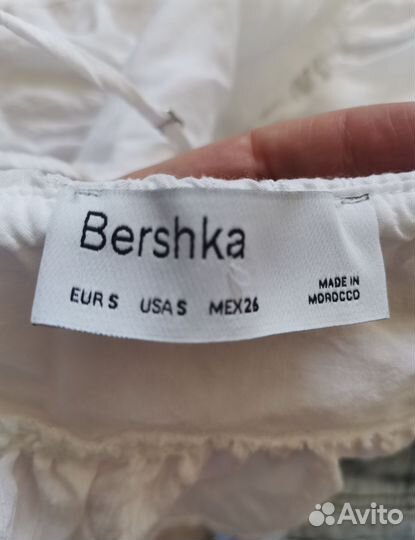 Bershka
EUR S USA S MEX 26
MADE IN
MOROCCO
Avito